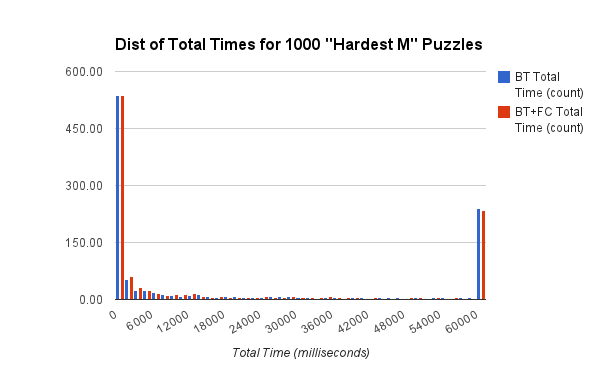 Dist of Total Times for 1000 "Hardest M" Puzzles
600.00
450.00
300.00
150.00
0.00
0
6000
12000
18000
24000
30000
36000
42000
48000
54000
60000
Total Time (milliseconds)
BT Total
Time (count)
BT+FC Total
Time (count)